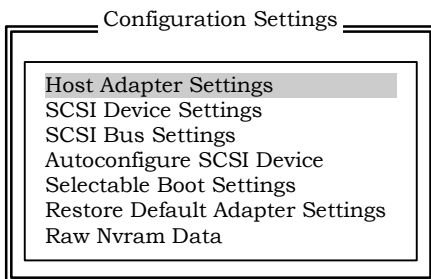 Configuration Settings
Host Adapter Settings
SCSI Device Settings
SCSI Bus Settings
Autoconfigure SCSI Device
Selectable Boot Settings
Restore Default Adapter Settings
Raw Nvram Data